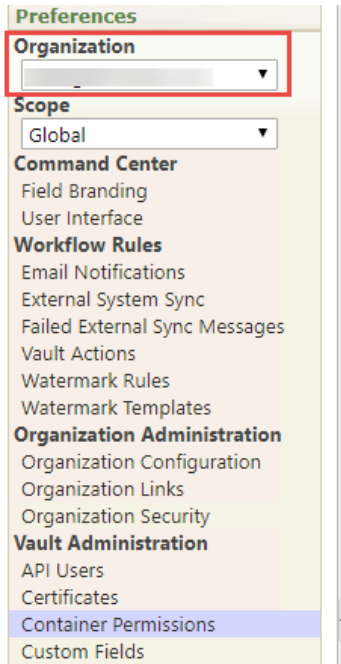 Preferences
Organization
Scope
Global
Command Center
Field Branding
User Interface
Workflow Rules
Email Notifications
External System Sync
Failed External Sync Messages
Vault Actions
Watermark Rules
Watermark Templates
Organization Administration
Organization Configuration
Organization Links
Organization Security
Vault Administration
API Users
Certificates
Container Permissions
Custom Fields